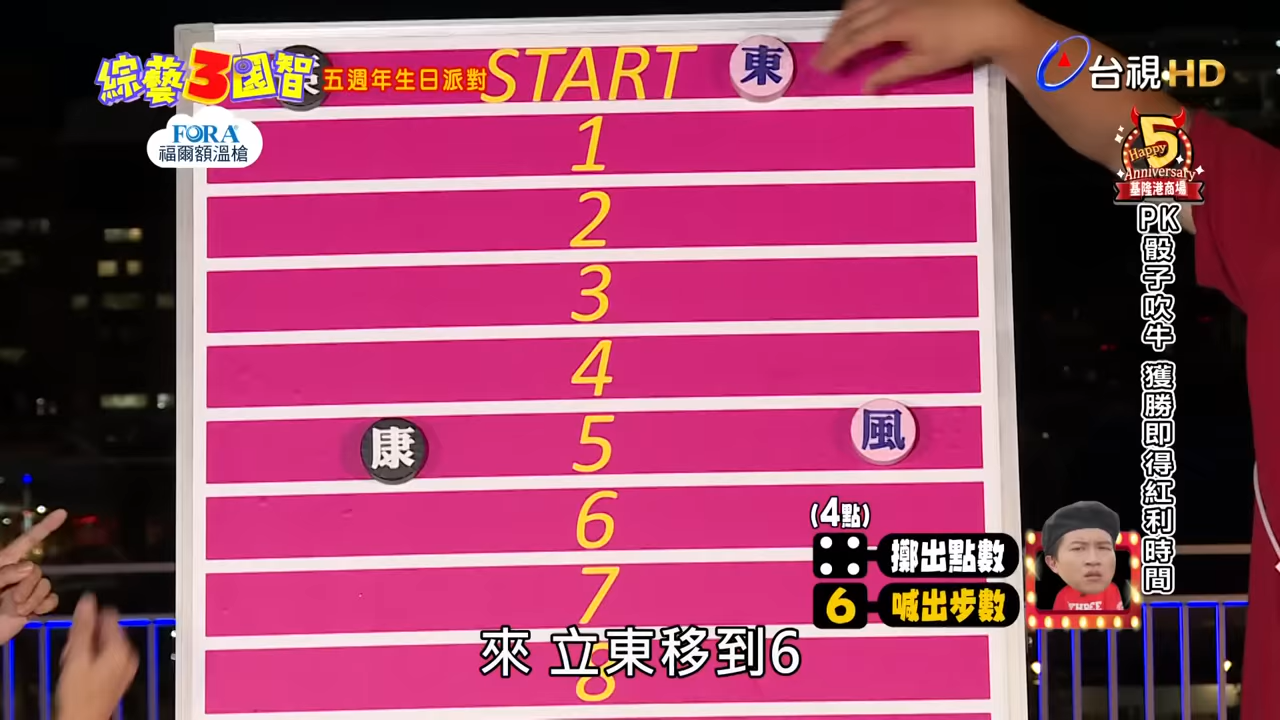 綜藝3國智
五週年生日派對
START
東
台視HD
FORA
福爾額溫槍
5
Happy
Anniversary
基隆港商場
PK骰子吹牛 獲勝即得紅利時間
1
2
3
4
5
康
風
6
7
8
(4點)
擲出點數
6
喊出步數
THREE
來 立東移到6